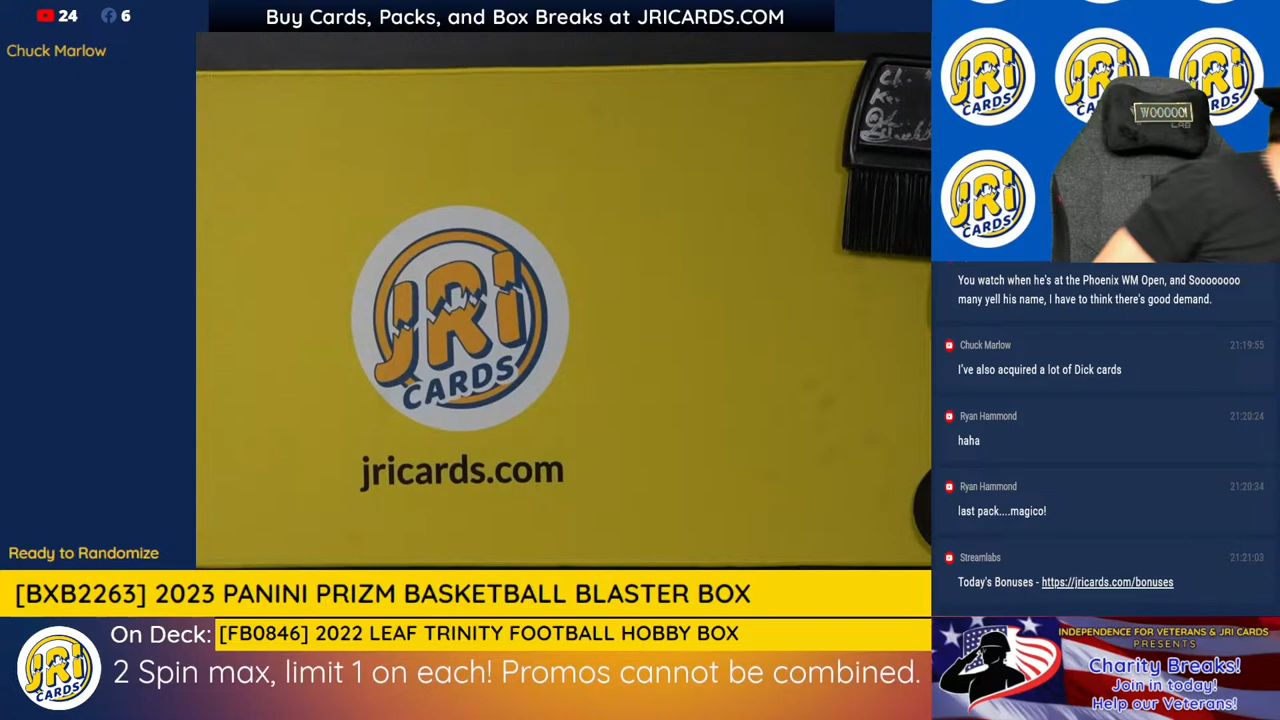 24
6
Buy Cards, Packs, and Box Breaks at JRICARDS.COM
Chuck Marlow
JRI
CARDS
jricards.com
Ready to Randomize
[BXB2263] 2023 PANINI PRIZM BASKETBALL BLASTER BOX
JRI
CARDS
On Deck:
[FB0846] 2022 LEAF TRINITY FOOTBALL HOBBY BOX
2 Spin max, limit 1 on each! Promos cannot be combined.
JRI
CARDS
JRI
CARDS
JRI
CARDS
JRI
CARDS
WOOOOO!
LAB
You watch when he's at the Phoenix WM Open, and Soooooooo
many yell his name, I have to think there's good demand.
Chuck Marlow
21:19:55
I've also acquired a lot of Dick cards
Ryan Hammond
21:20:24
haha
Ryan Hammond
21:20:34
last pack....magico!
Streamlabs
21:21:03
Today's Bonuses - https://jricards.com/bonuses
INDEPENDENCE FOR VETERANS & JRI CARDS
PRESENTS
Charity Breaks!
Join in today!
Help our Veterans!